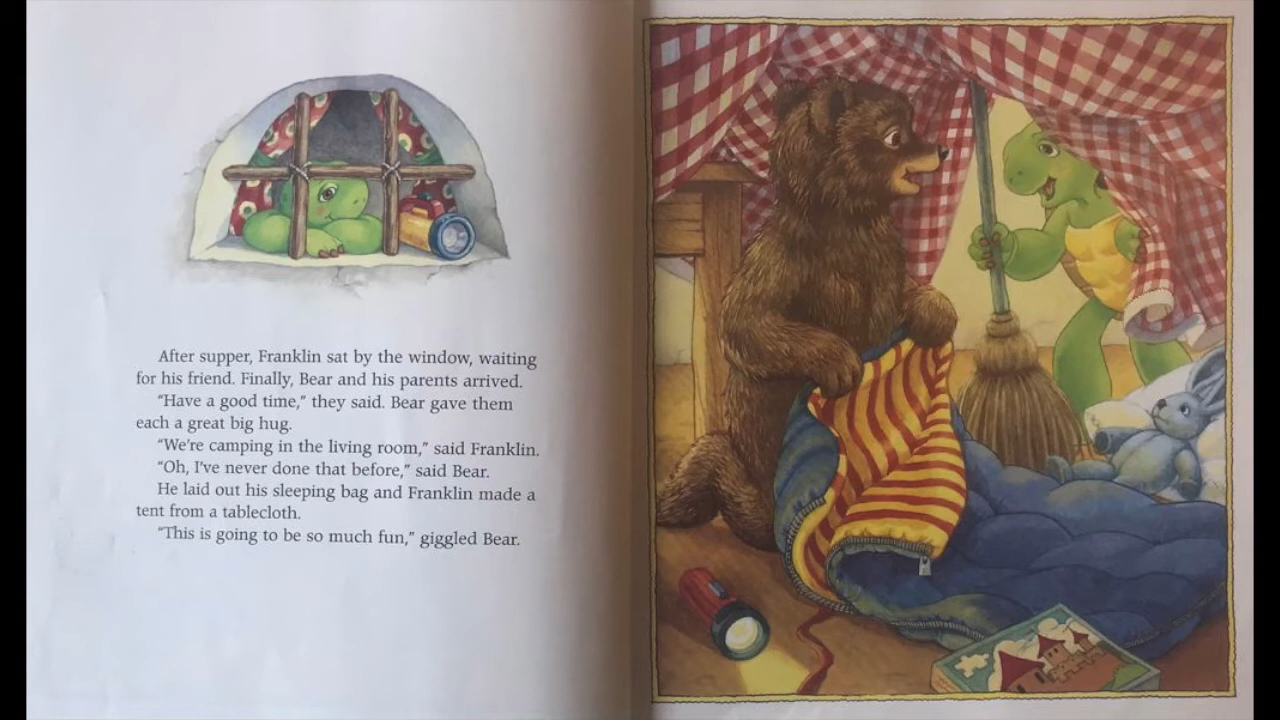 After supper, Franklin sat by the window, waiting
for his friend. Finally, Bear and his parents arrived.
“Have a good time,” they said. Bear gave them
each a great big hug.
“We’re camping in the living room,” said Franklin.
“Oh, I’ve never done that before,” said Bear.
He laid out his sleeping bag and Franklin made a
tent from a tablecloth.
“This is going to be so much fun,” giggled Bear.